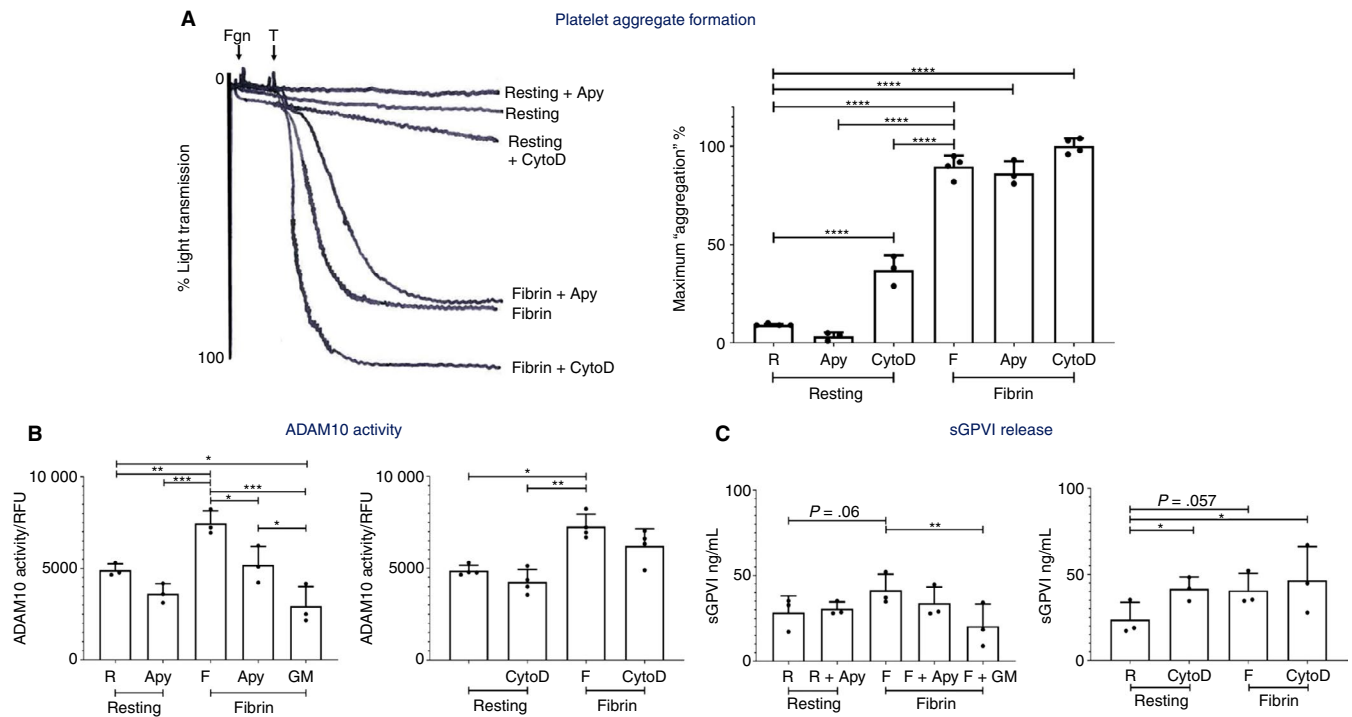 A
Platelet aggregate formation
Fgn T
0
% Light transmission
100
Resting + Apy
Resting
Resting
+ CytoD
Fibrin + Apy
Fibrin
Fibrin + CytoD
****
****
****
****
****
****
Maximum “aggregation” %
100
50
0
R Apy CytoD F Apy CytoD
Resting Fibrin
B
ADAM10 activity
*
**
***
***
*
*
ADAM10 activity/RFU
10 000
5000
0
R Apy F Apy GM
Resting Fibrin
*
**
ADAM10 activity/RFU
10 000
5000
0
CytoD F CytoD
Resting Fibrin
C
sGPVI release
P = .06
**
sGPVI ng/mL
100
50
0
R R + Apy F F + Apy F + GM
Resting Fibrin
P = .057
*
*
sGPVI ng/mL
100
50
0
R CytoD F CytoD
Resting Fibrin